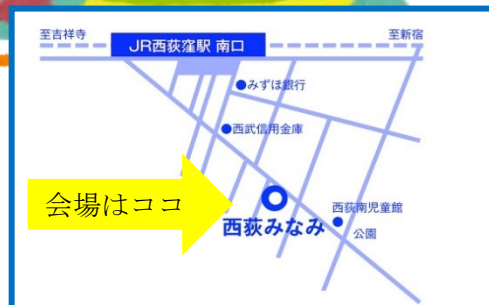 至吉祥寺
至新宿
JR西荻窪駅 南口
みずほ銀行
西武信用金庫
会場はココ
西荻みなみ
西荻南児童館
公園